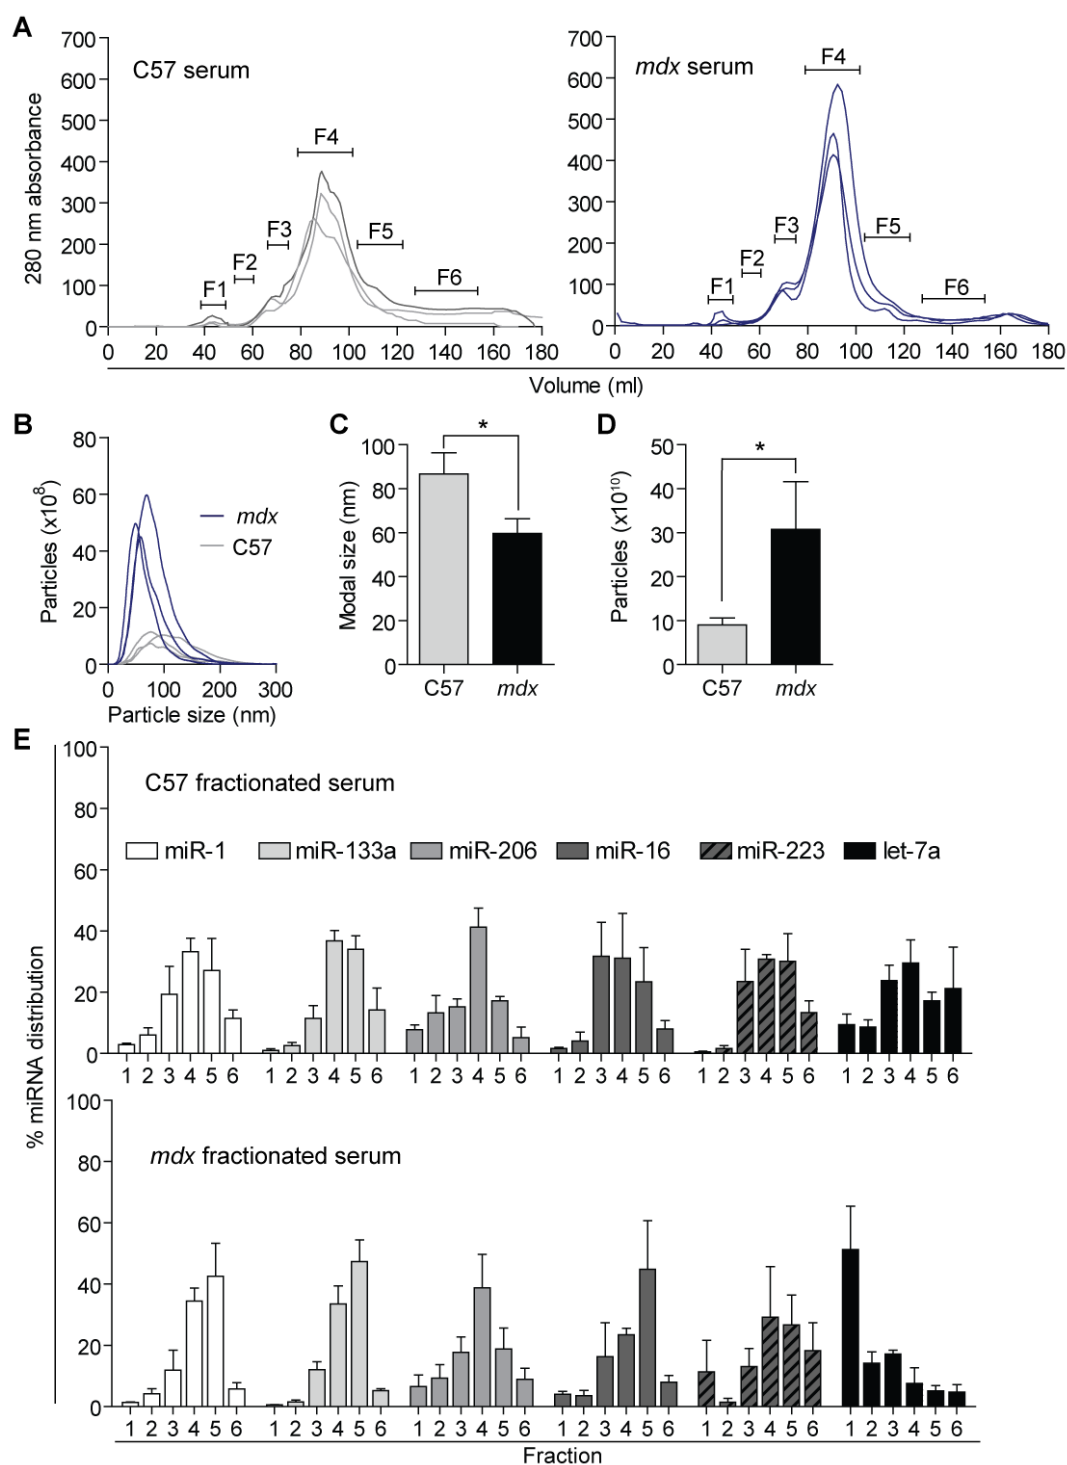 A
C57 serum
mdx serum
280 nm absorbance
700
600
500
400
300
200
100
0
F1
F2
F3
F4
F5
F6
0 20 40 60 80 100 120 140 160 180
700
600
500
400
300
200
100
0
F1
F2
F3
F4
F5
F6
0 20 40 60 80 100 120 140 160 180
Volume (ml)
B
Particles (x10⁸)
80
60
40
20
0
mdx
C57
0 100 200 300
Particle size (nm)
C
Modal size (nm)
100
80
60
40
20
0
*
C57 mdx
D
Particles (x10¹⁰)
50
40
30
20
10
0
*
C57 mdx
E
% miRNA distribution
100
80
60
40
20
0
C57 fractionated serum
miR-1 miR-133a miR-206 miR-16 miR-223 let-7a
1 2 3 4 5 6 1 2 3 4 5 6 1 2 3 4 5 6 1 2 3 4 5 6 1 2 3 4 5 6 1 2 3 4 5 6
100
80
60
40
20
0
mdx fractionated serum
1 2 3 4 5 6 1 2 3 4 5 6 1 2 3 4 5 6 1 2 3 4 5 6 1 2 3 4 5 6 1 2 3 4 5 6
Fraction